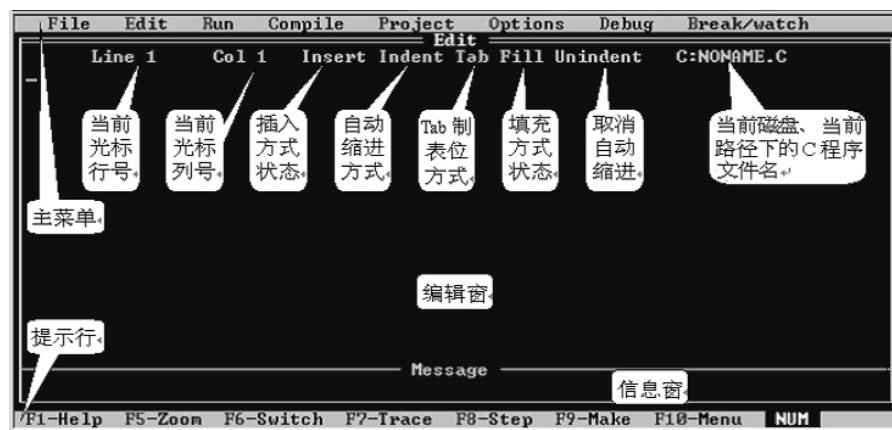 File Edit Run Compile Project Options Debug Break/watch
Edit
Line 1 Col 1 Insert Indent Tab Fill Unindent C:NONAME.C
当前
光标
行号
当前
光标
列号
插入
方式
状态
自动
缩进
方式
Tab 制
表位
方式
填充
方式
状态
取消
自动
缩进
当前磁盘、当前
路径下的C程序
文件名
主菜单
编辑窗
提示行
Message
信息窗
F1-Help F5-Zoom F6-Switch F7-Trace F8-Step F9-Make F10-Menu NUM